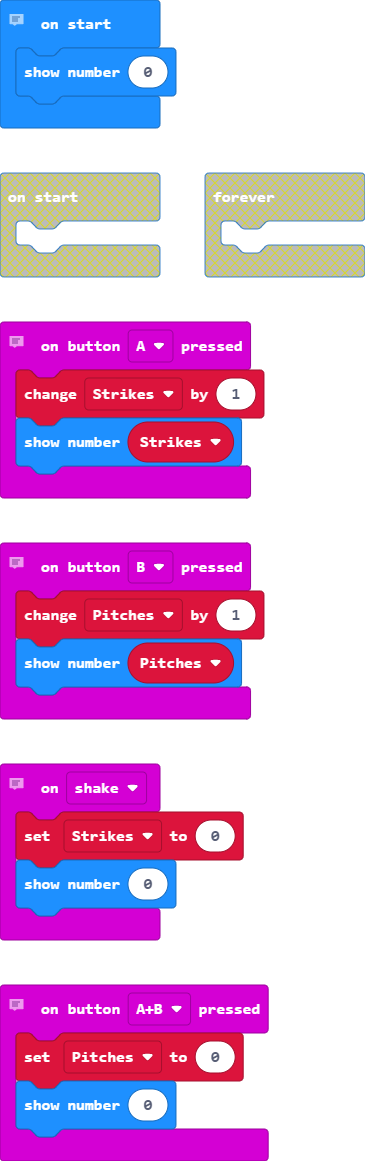 on start
show number 0
on start forever
on button A pressed
change Strikes by 1
show number Strikes
on button B pressed
change Pitches by 1
show number Pitches
on shake
set Strikes to 0
show number 0
on button A+B pressed
set Pitches to 0
show number 0